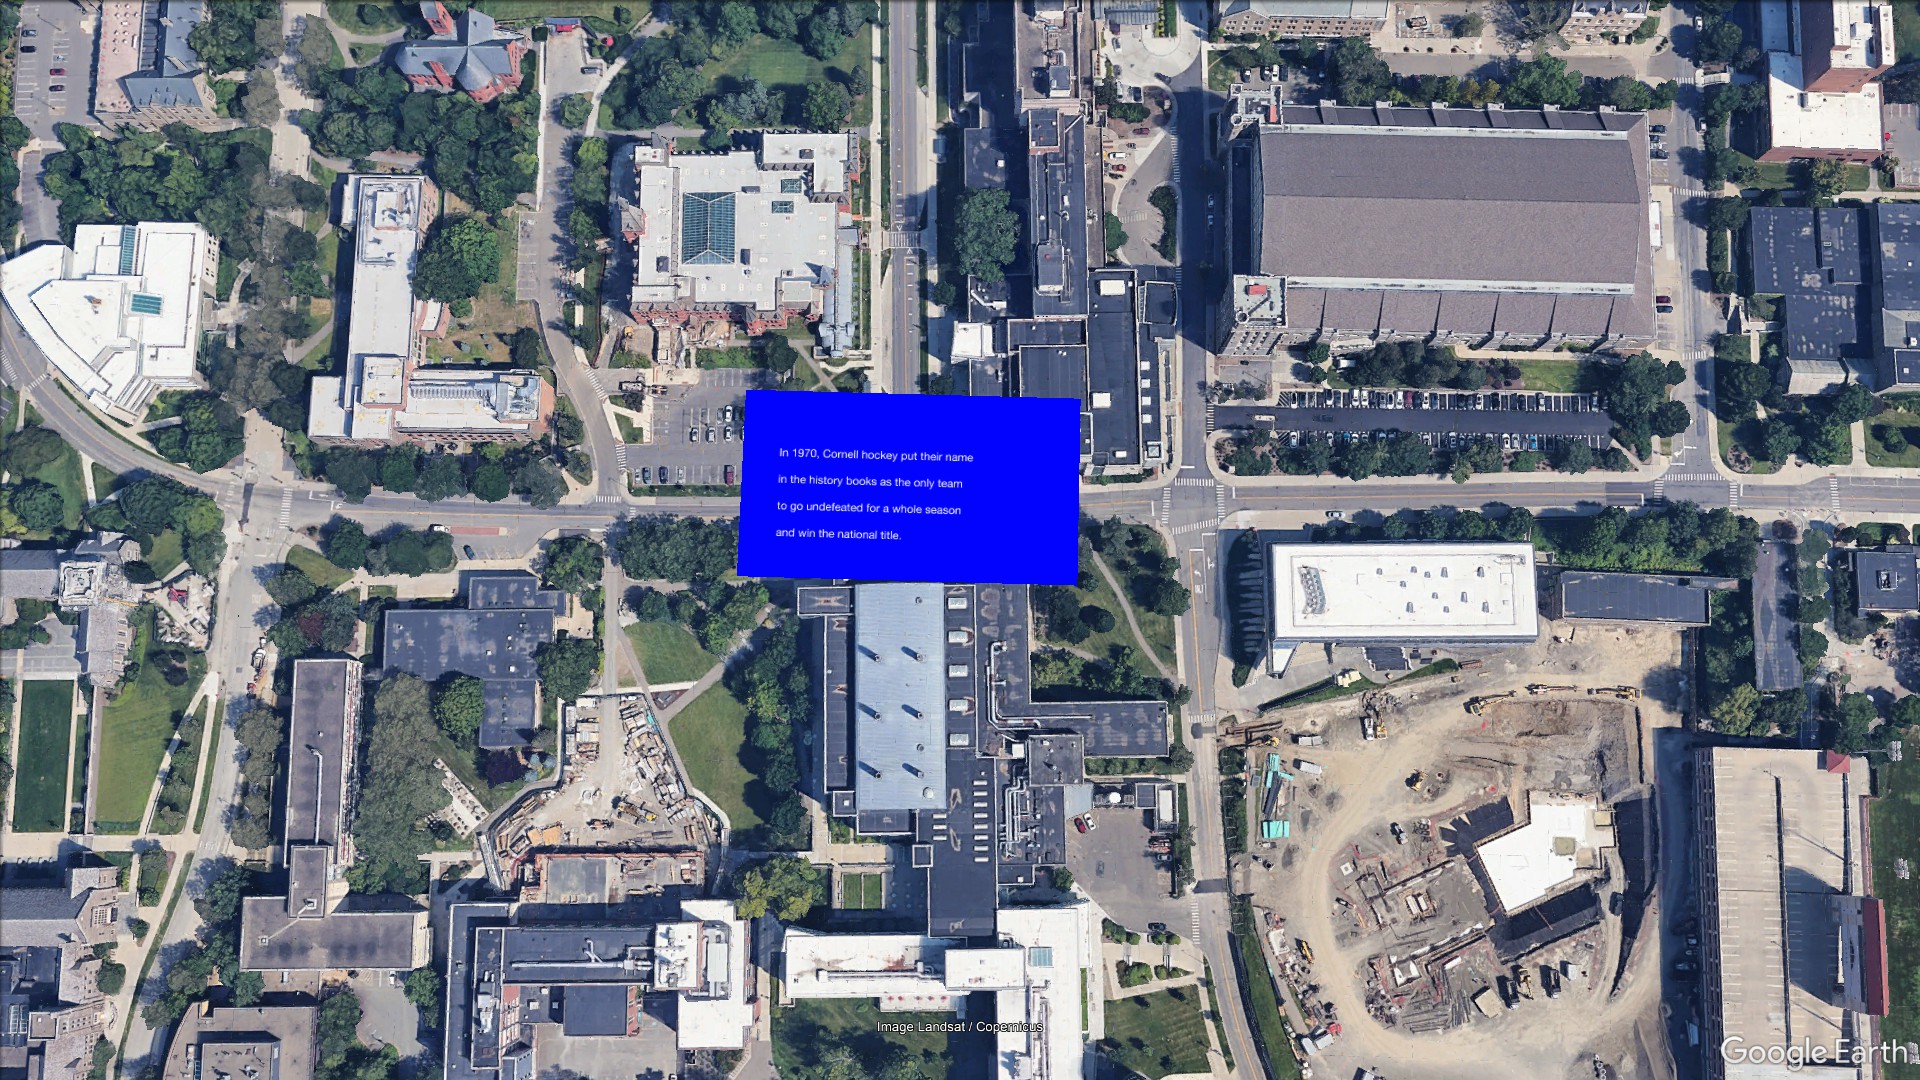 In 1970, Cornell hockey put their name
in the history books as the only team
to go undefeated for a whole season
and win the national title.
Image Landsat / Copernicus
Google Earth